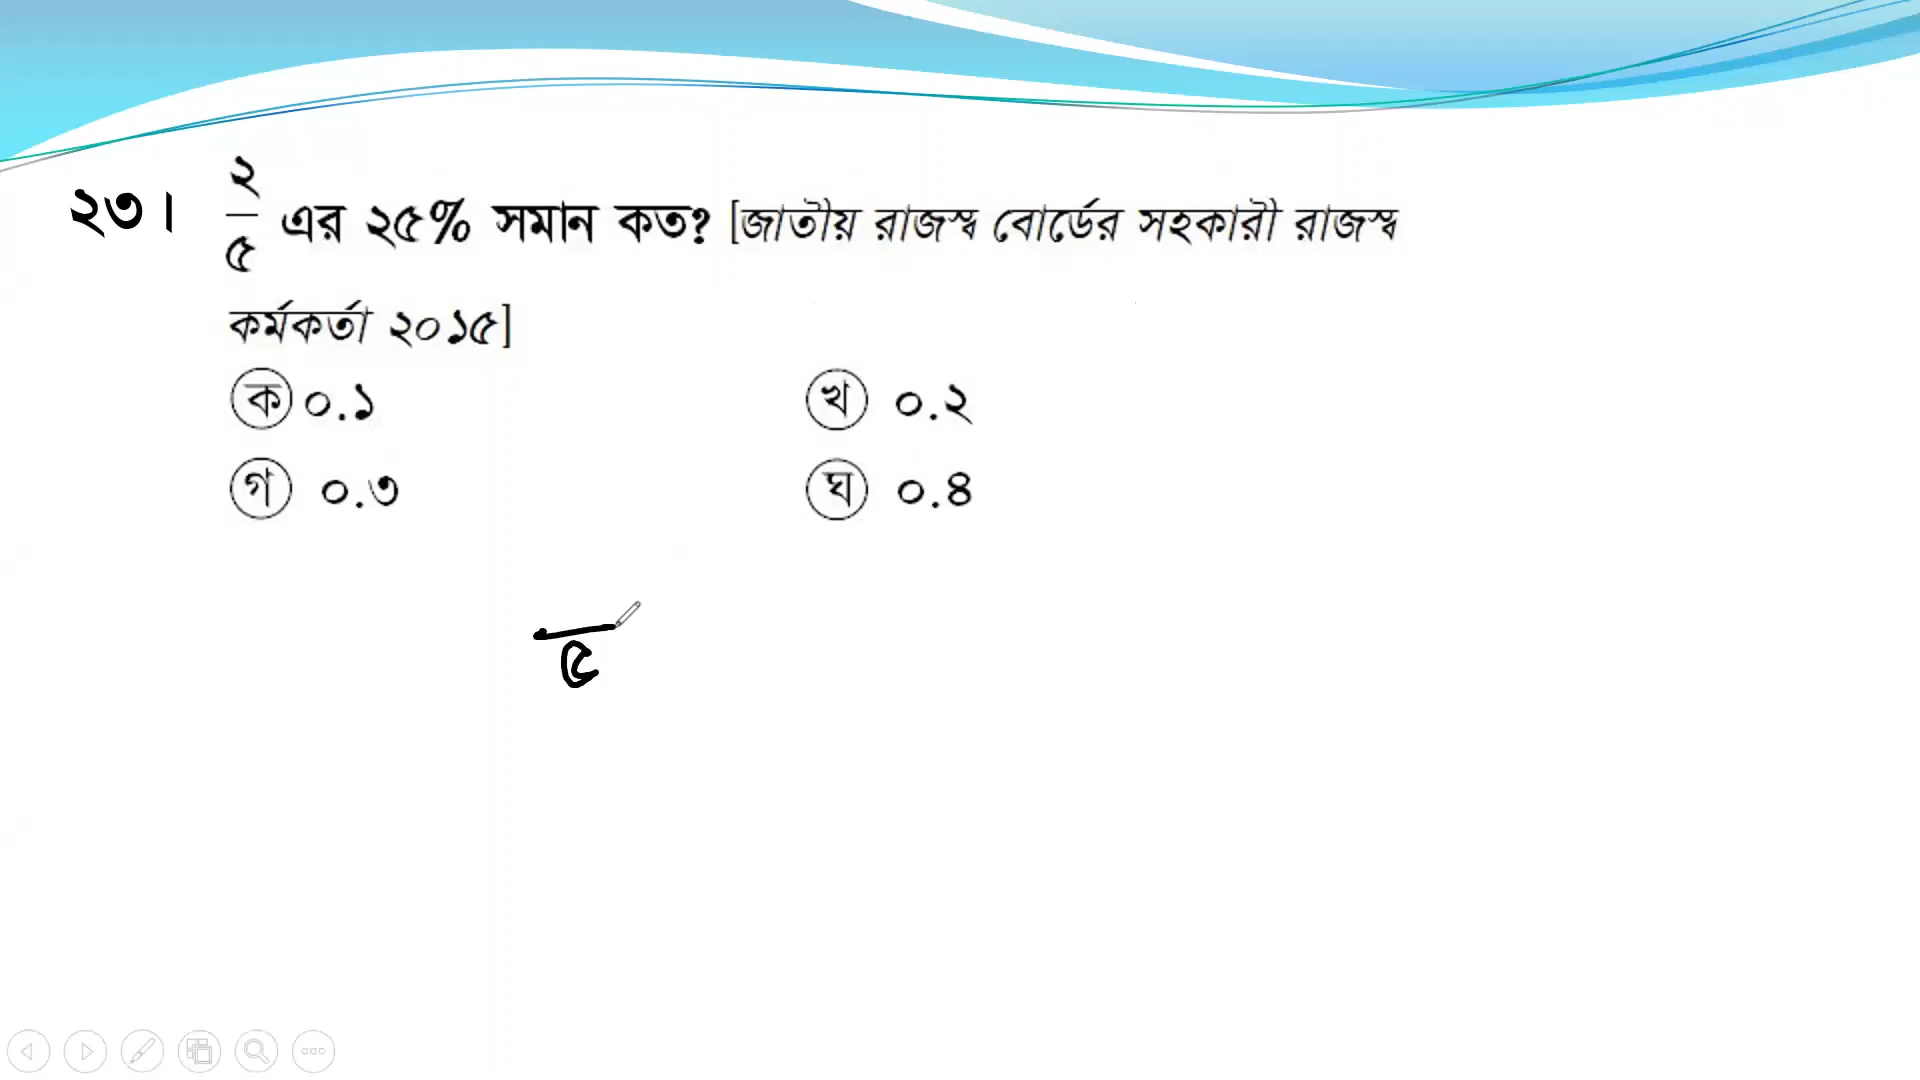 ২৩। ২/৫ এর ২৫% সমান কত? [জাতীয় রাজস্ব বোর্ডের সহকারী রাজস্ব
কর্মকর্তা ২০১৫]
ক ০.১ খ ০.২
গ ০.৩ ঘ ০.৪
৫